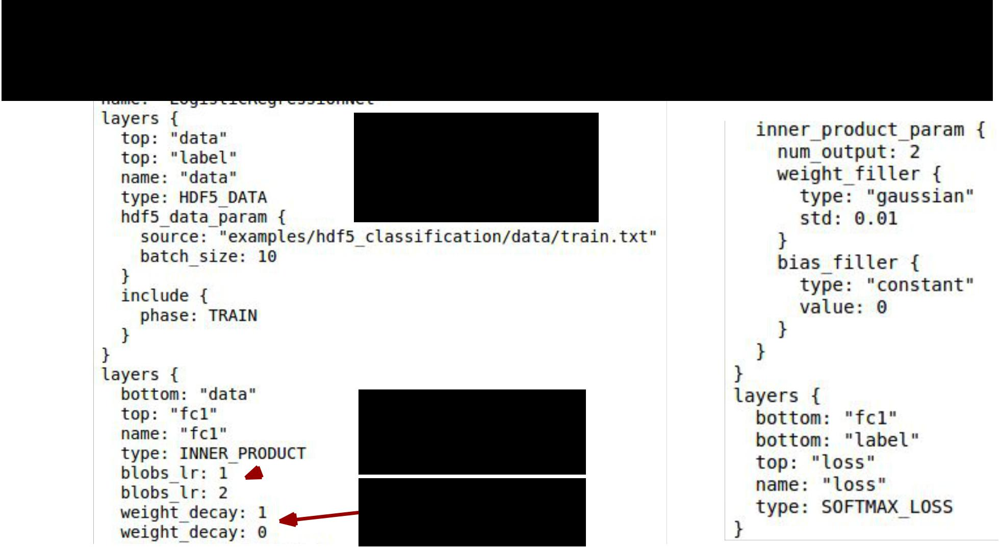 name: "LogisticRegressionNet"
layers {
  top: "data"
  top: "label"
  name: "data"
  type: HDF5_DATA
  hdf5_data_param {
    source: "examples/hdf5_classification/data/train.txt"
    batch_size: 10
  }
  include {
    phase: TRAIN
  }
}
layers {
  bottom: "data"
  top: "fc1"
  name: "fc1"
  type: INNER_PRODUCT
  blobs_lr: 1
  blobs_lr: 2
  weight_decay: 1
  weight_decay: 0
  inner_product_param {
    num_output: 2
    weight_filler {
      type: "gaussian"
      std: 0.01
    }
    bias_filler {
      type: "constant"
      value: 0
    }
  }
}
layers {
  bottom: "fc1"
  bottom: "label"
  top: "loss"
  name: "loss"
  type: SOFTMAX_LOSS
}